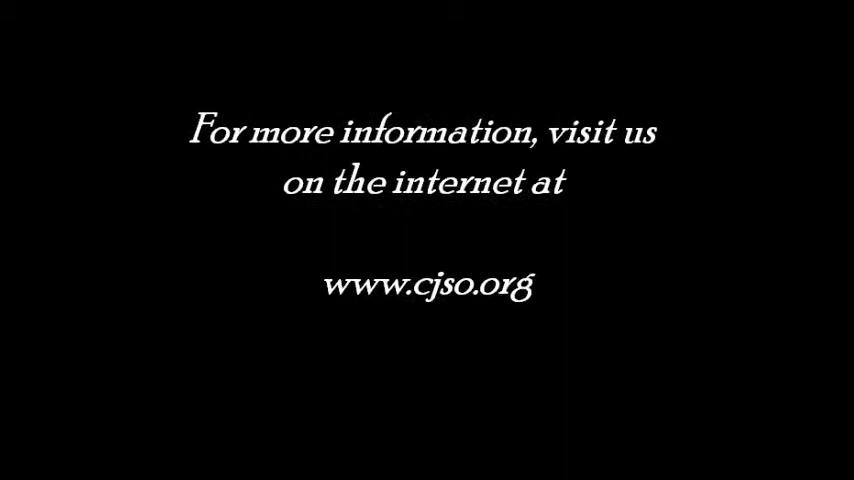 For more information, visit us
on the internet at
www.cjso.org